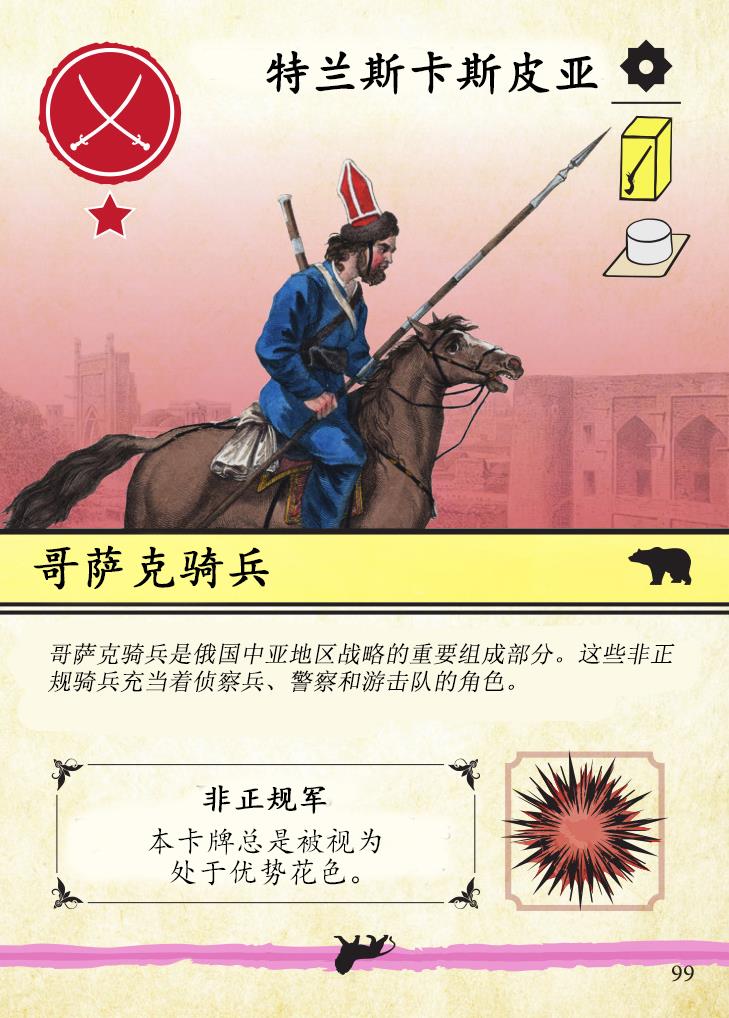 特兰斯卡斯皮亚
哥萨克骑兵
哥萨克骑兵是俄国中亚地区战略的重要组成部分。这些非正
规骑兵充当着侦察兵、警察和游击队的角色。
非正规军
本卡牌总是被视为
处于优势花色。
99